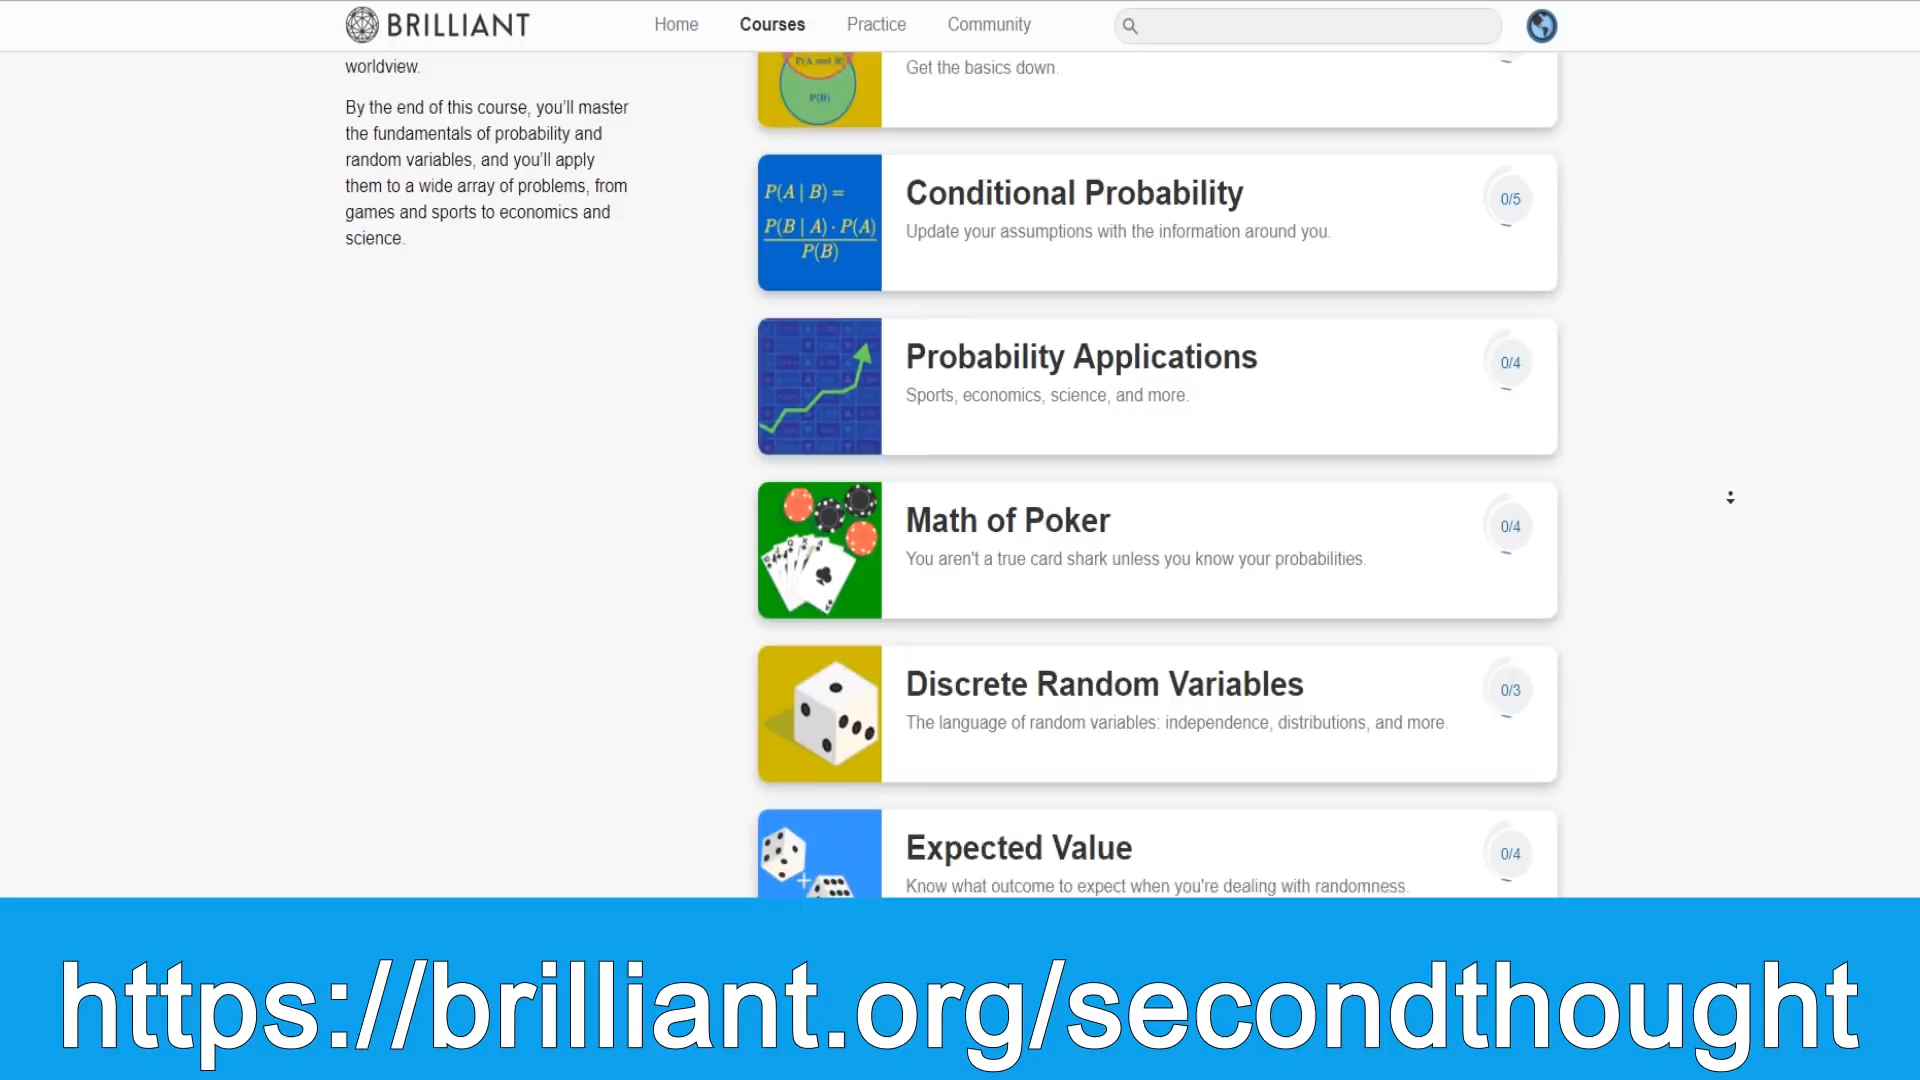 BRILLIANT
Home
Courses
Practice
Community
worldview.
By the end of this course, you'll master
the fundamentals of probability and
random variables, and you'll apply
them to a wide array of problems, from
games and sports to economics and
science.
P(A and B)
P(B)
Get the basics down.
P(A | B) =
P(B | A) · P(A)
P(B)
Conditional Probability
Update your assumptions with the information around you.
0/5
Probability Applications
Sports, economics, science, and more.
0/4
Math of Poker
You aren't a true card shark unless you know your probabilities.
0/4
Discrete Random Variables
The language of random variables: independence, distributions, and more.
0/3
Expected Value
Know what outcome to expect when you're dealing with randomness.
0/4
https://brilliant.org/secondthought